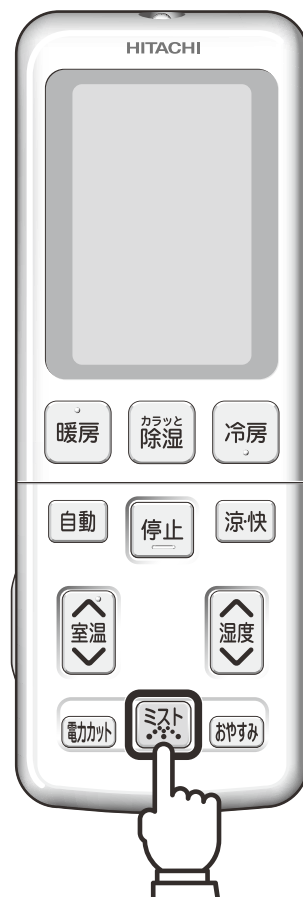 HITACHI
暖房
カラッと
除湿
冷房
自動
停止
涼・快
室温
湿度
電力カット
ミスト
おやすみ